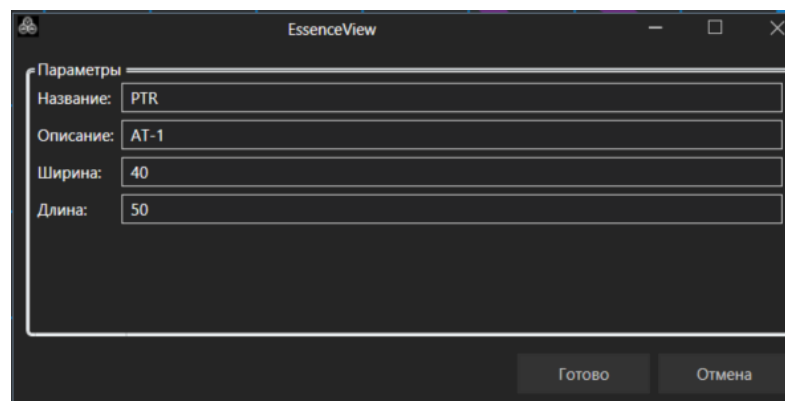 EssenceView
Параметры
Название: PTR
Описание: AT-1
Ширина: 40
Длина: 50
Готово Отмена